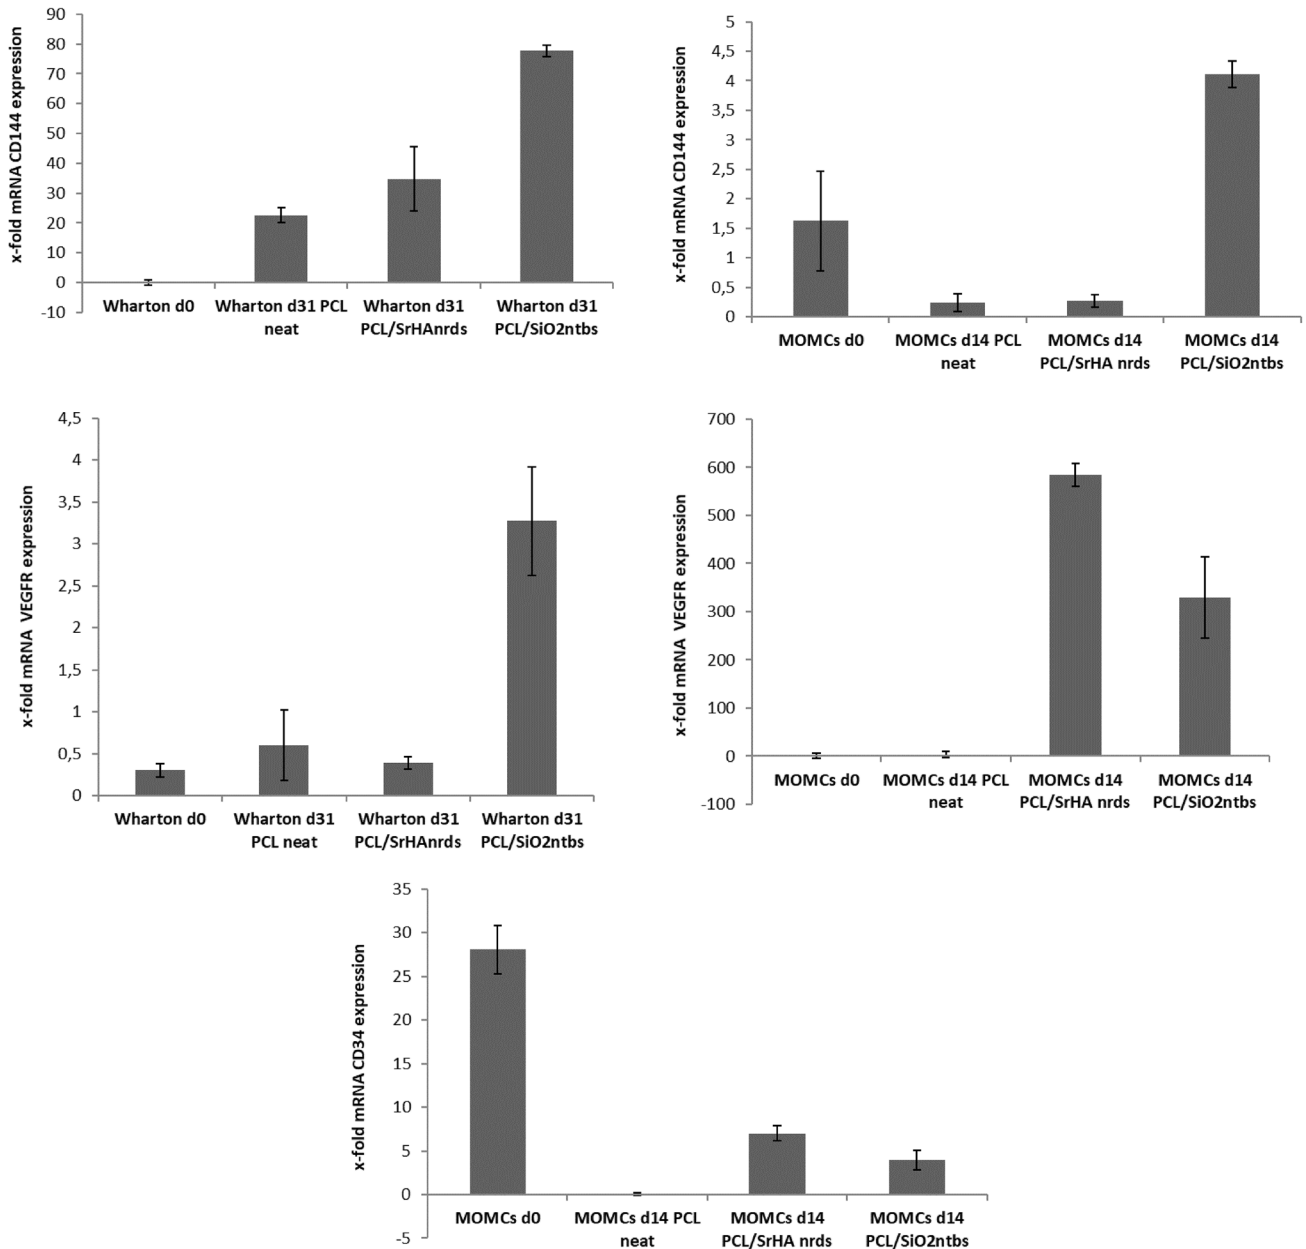 x-fold mRNA CD144 expression
90
80
70
60
50
40
30
20
10
0
-10
Wharton d0
Wharton d31 PCL
neat
Wharton d31
PCL/SrHAnrds
Wharton d31
PCL/SiO2ntbs
x-fold mRNA CD144 expression
5
4,5
4
3,5
3
2,5
2
1,5
1
0,5
0
MOMCs d0
MOMCs d14 PCL
neat
MOMCs d14
PCL/SrHA nrds
MOMCs d14
PCL/SiO2ntbs
x-fold mRNA VEGFR expression
4,5
4
3,5
3
2,5
2
1,5
1
0,5
0
Wharton d0
Wharton d31
PCL neat
Wharton d31
PCL/SrHAnrds
Wharton d31
PCL/SiO2ntbs
x-fold mRNA VEGFR expression
700
600
500
400
300
200
100
0
-100
MOMCs d0
MOMCs d14 PCL
neat
MOMCs d14
PCL/SrHA nrds
MOMCs d14
PCL/SiO2ntbs
x-fold mRNA CD34 expression
35
30
25
20
15
10
5
0
-5
MOMCs d0
MOMCs d14 PCL
neat
MOMCs d14
PCL/SrHA nrds
MOMCs d14
PCL/SiO2ntbs